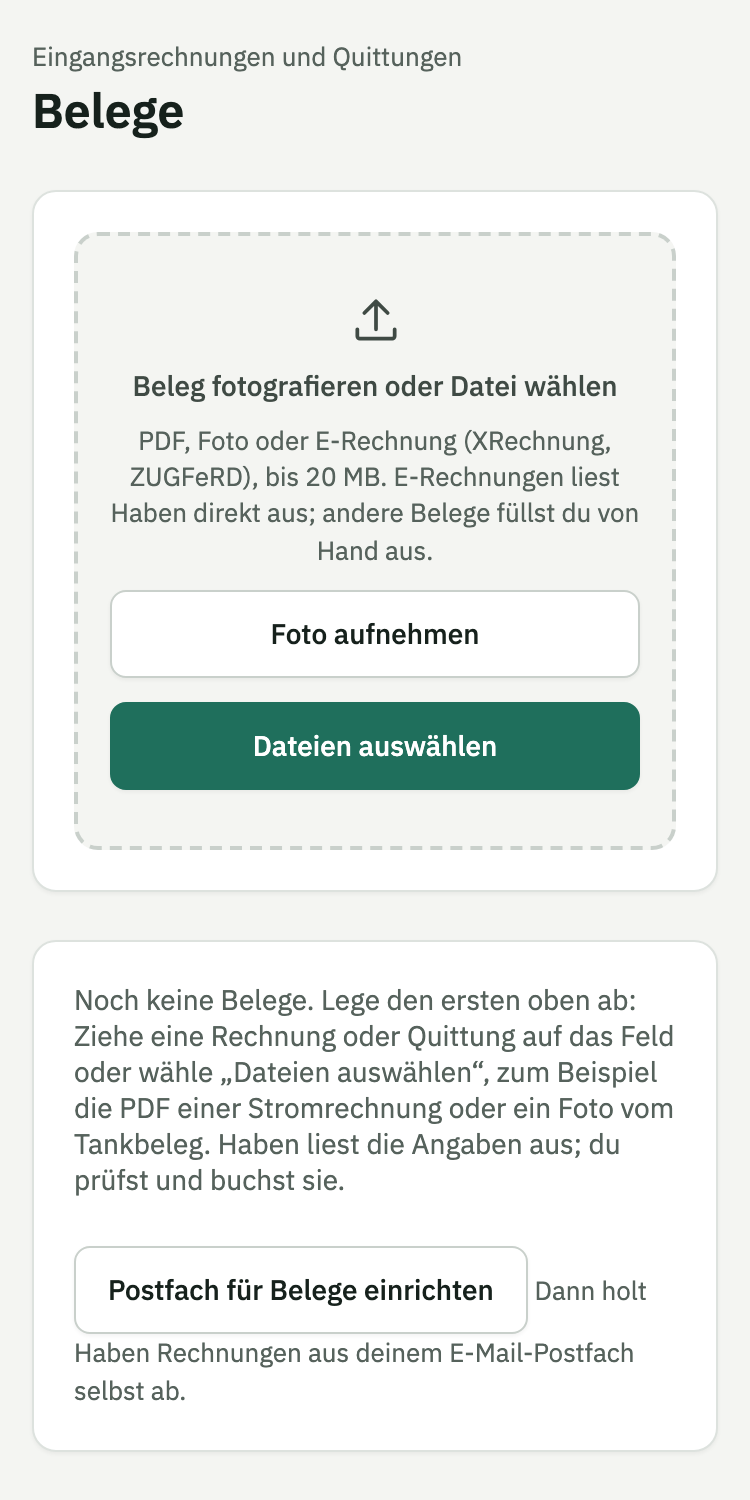 Eingangsrechnungen und Quittungen
Belege
Beleg fotografieren oder Datei wählen
PDF, Foto oder E-Rechnung (XRechnung,
ZUGFeRD), bis 20 MB. E-Rechnungen liest
Haben direkt aus; andere Belege füllst du von
Hand aus.
Foto aufnehmen
Dateien auswählen
Noch keine Belege. Lege den ersten oben ab:
Ziehe eine Rechnung oder Quittung auf das Feld
oder wähle „Dateien auswählen“, zum Beispiel
die PDF einer Stromrechnung oder ein Foto vom
Tankbeleg. Haben liest die Angaben aus; du
prüfst und buchst sie.
Postfach für Belege einrichten Dann holt
Haben Rechnungen aus deinem E-Mail-Postfach
selbst ab.